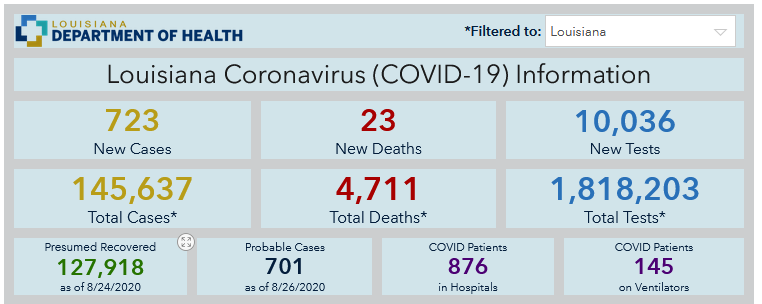 LOUISIANA
DEPARTMENT OF HEALTH
*Filtered to: Louisiana
Louisiana Coronavirus (COVID-19) Information
723 23 10,036
New Cases New Deaths New Tests
145,637 4,711 1,818,203
Total Cases* Total Deaths* Total Tests*
Presumed Recovered Probable Cases COVID Patients COVID Patients
127,918 701 876 145
as of 8/24/2020 as of 8/26/2020 in Hospitals on Ventilators